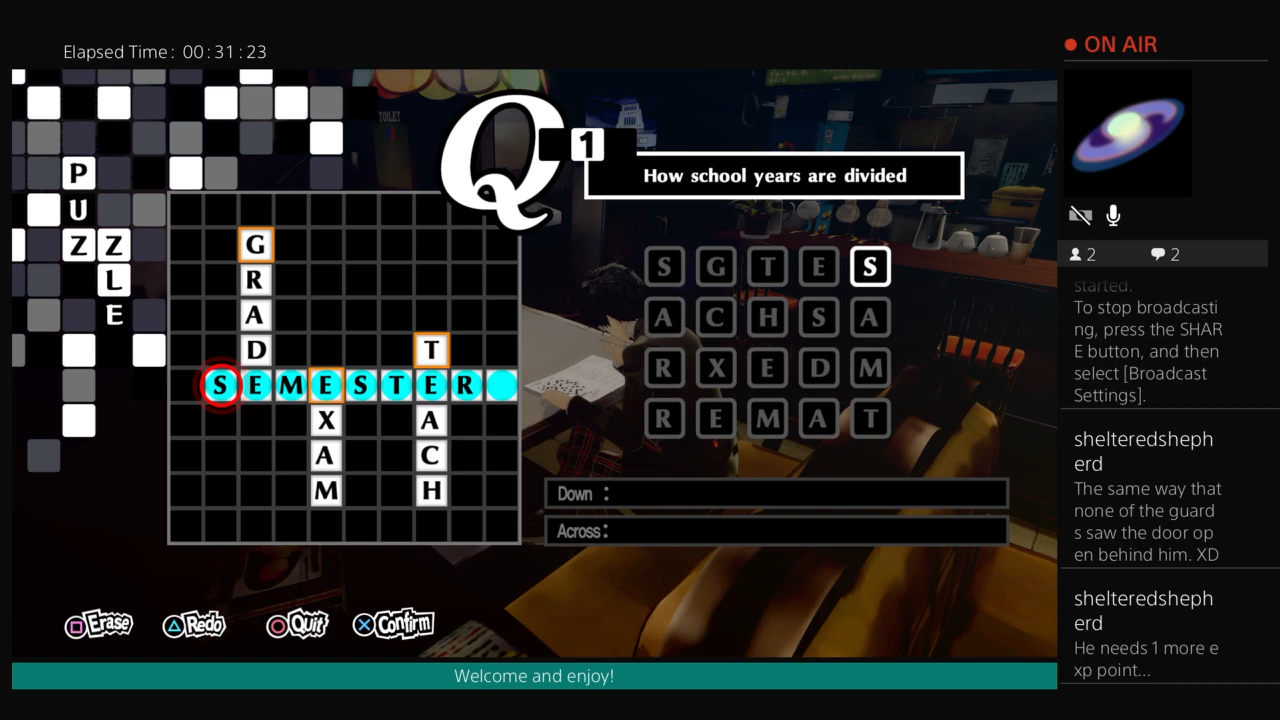 Elapsed Time: 00:31:23
ON AIR
TOILET
P
U
Z Z
L
E
Q 1
How school years are divided
G
R
A
D
T
SEMESTER
X
A
M
A
C
H
S G T E S
A C H S A
R X E D M
R E M A T
Down :
Across:
Erase
Redo
Quit
Confirm
Welcome and enjoy!
2
2
started.
To stop broadcasti
ng, press the SHAR
E button, and then
select [Broadcast
Settings].
shelteredsheph
erd
The same way that
none of the guard
s saw the door op
en behind him. XD
shelteredsheph
erd
He needs 1 more e
xp point...